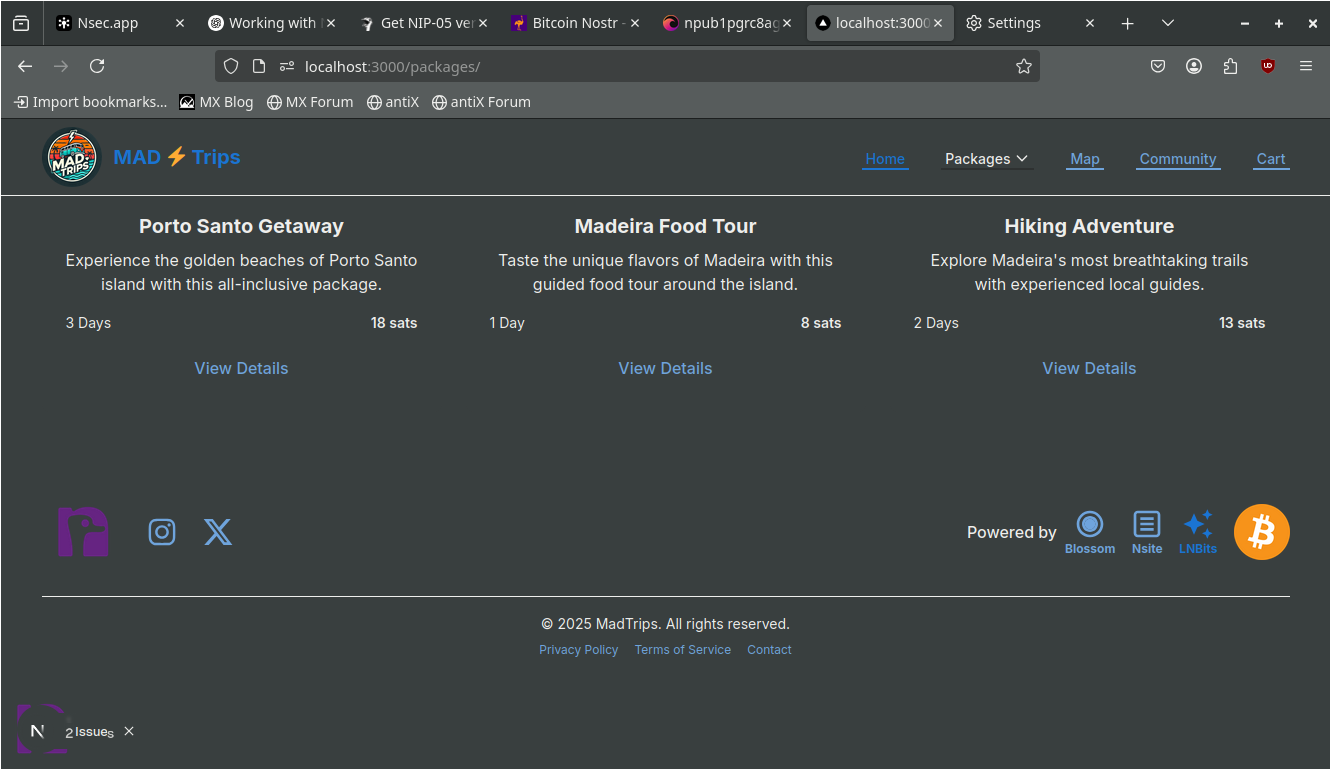 Nsec.app
Working with
Get NIP-05 ver
Bitcoin Nostr -
npub1pgrc8ag
localhost:3000
Settings
localhost:3000/packages/
Import bookmarks...
MX Blog
MX Forum
antiX
antiX Forum
MAD TRIPS
MAD⚡Trips
Home
Packages
Map
Community
Cart
Porto Santo Getaway
Experience the golden beaches of Porto Santo
island with this all-inclusive package.
3 Days
18 sats
View Details
Madeira Food Tour
Taste the unique flavors of Madeira with this
guided food tour around the island.
1 Day
8 sats
View Details
Hiking Adventure
Explore Madeira's most breathtaking trails
with experienced local guides.
2 Days
13 sats
View Details
Powered by
Blossom
Nsite
LNBits
© 2025 MadTrips. All rights reserved.
Privacy Policy
Terms of Service
Contact
N
2 Issues